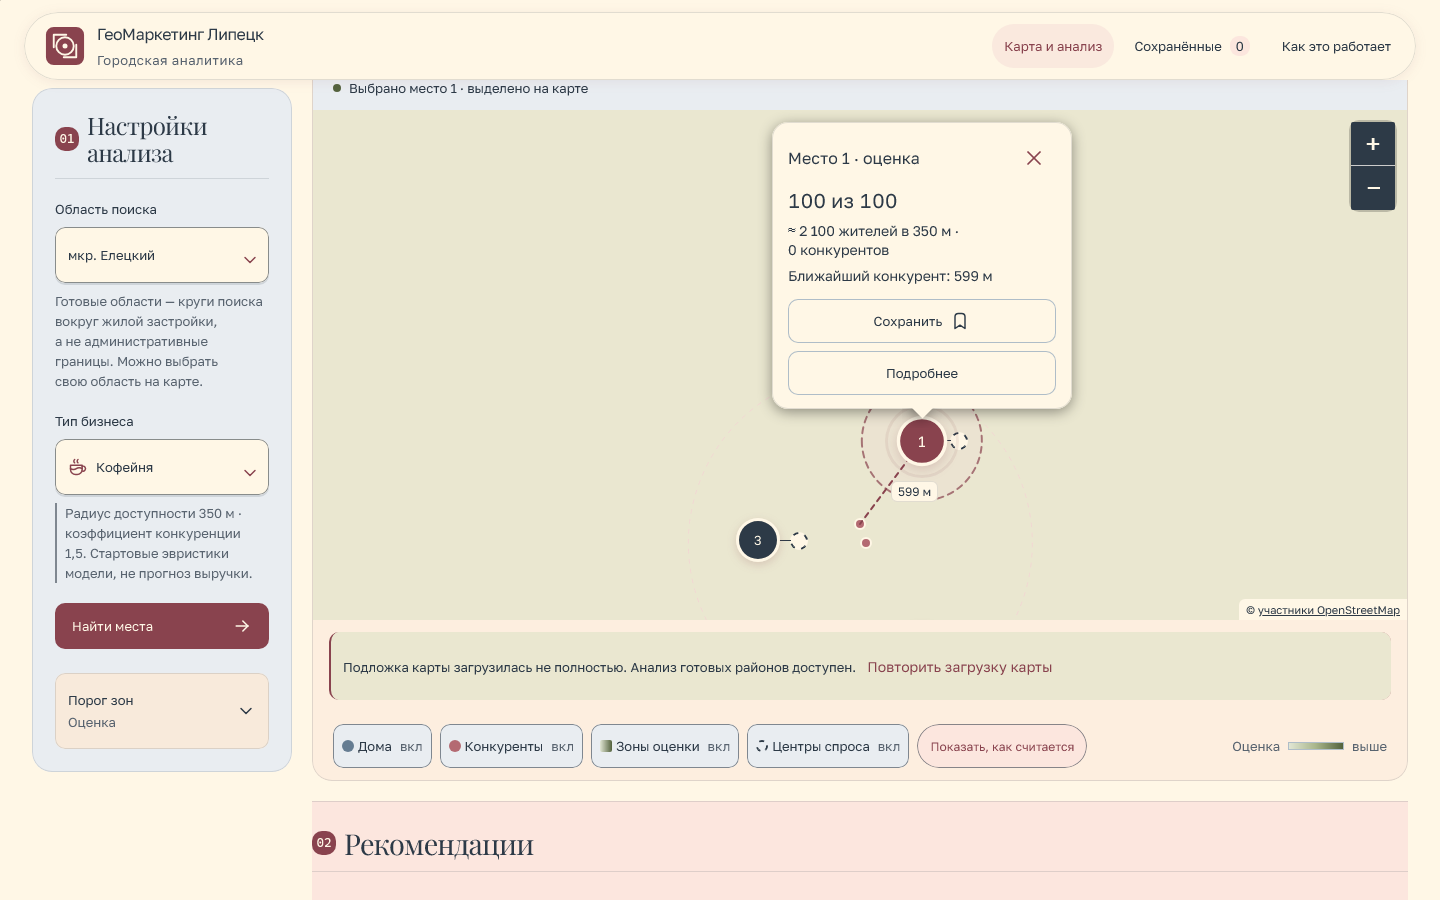 ГеоМаркетинг Липецк
Городская аналитика
Карта и анализ
Сохранённые 0
Как это работает
01
Настройки
анализа
Область поиска
мкр. Елецкий
Готовые области — круги поиска
вокруг жилой застройки,
а не административные
границы. Можно выбрать
свою область на карте.
Тип бизнеса
Кофейня
Радиус доступности 350 м ·
коэффициент конкуренции
1,5. Стартовые эвристики
модели, не прогноз выручки.
Найти места
Порог зон
Оценка
Выбрано место 1 · выделено на карте
Место 1 · оценка
100 из 100
≈ 2 100 жителей в 350 м ·
0 конкурентов
Ближайший конкурент: 599 м
Сохранить
Подробнее
+
−
1
599 м
3
© участники OpenStreetMap
Подложка карты загрузилась не полностью. Анализ готовых районов доступен. Повторить загрузку карты
Дома вкл
Конкуренты вкл
Зоны оценки вкл
Центры спроса вкл
Показать, как считается
Оценка выше
02
Рекомендации